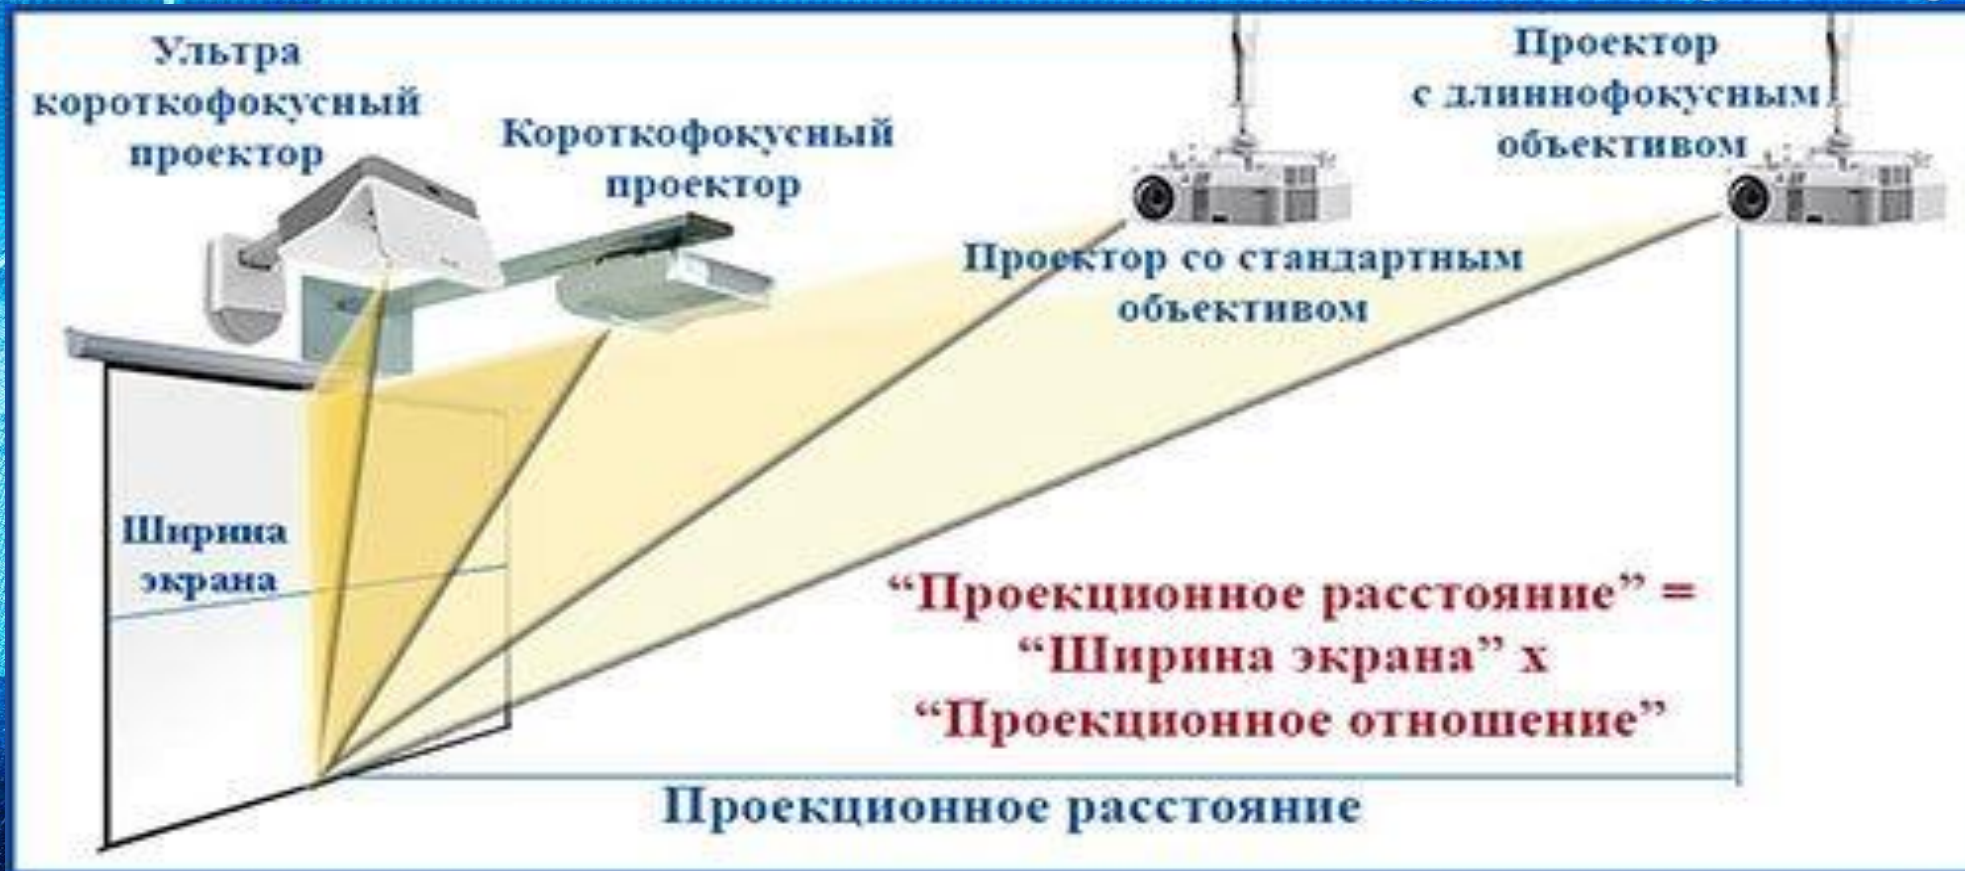 Ультра
короткофокусный
проектор
Короткофокусный
проектор
Проектор
с длиннофокусным
объективом
Проектор со стандартным
объективом
Ширина
экрана
“Проекционное расстояние” =
“Ширина экрана” х
“Проекционное отношение”
Проекционное расстояние